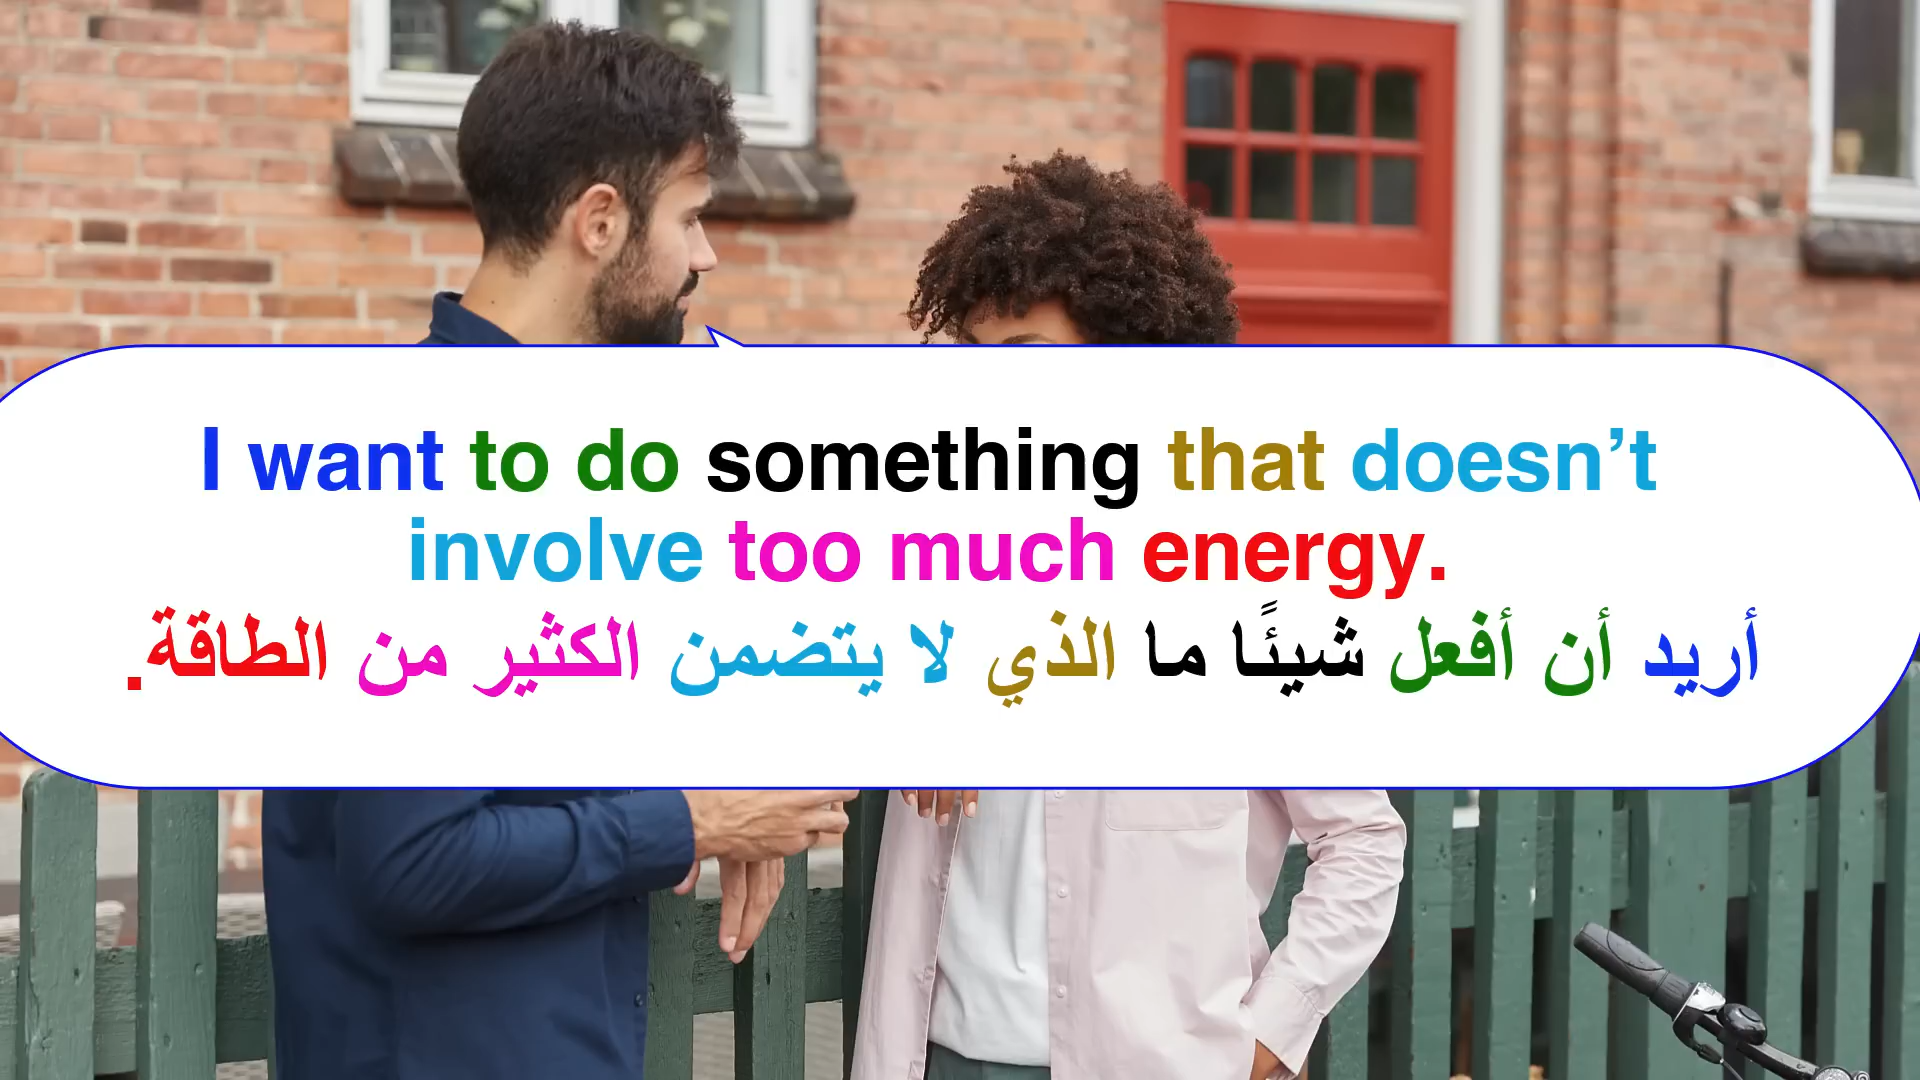 I want to do something that doesn’t
involve too much energy.
أريد أن أفعل شيئًا ما الذي لا يتضمن الكثير من الطاقة.